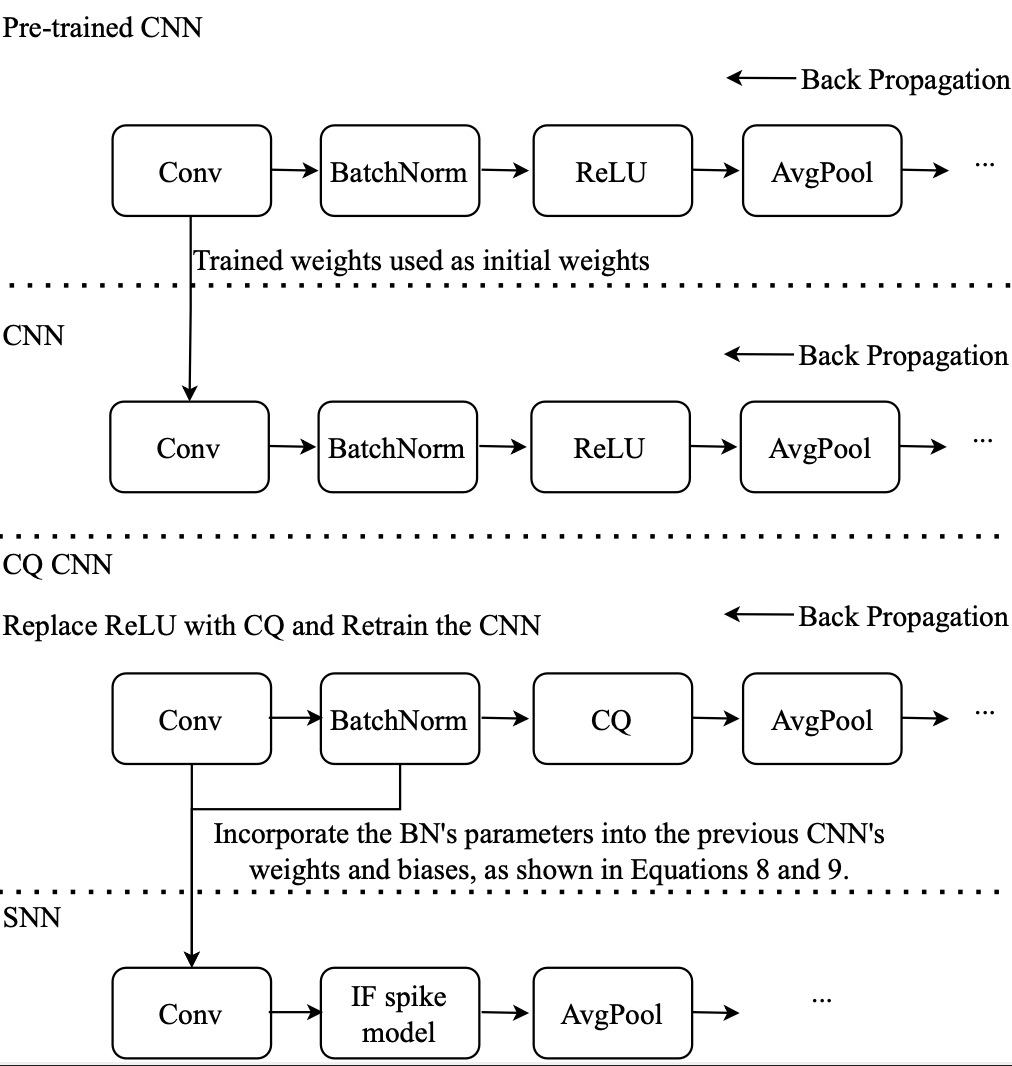 Pre-trained CNN
Back Propagation
Conv
BatchNorm
ReLU
AvgPool
...
Trained weights used as initial weights
CNN
Back Propagation
Conv
BatchNorm
ReLU
AvgPool
...
CQ CNN
Replace ReLU with CQ and Retrain the CNN
Back Propagation
Conv
BatchNorm
CQ
AvgPool
...
Incorporate the BN's parameters into the previous CNN's
weights and biases, as shown in Equations 8 and 9.
SNN
Conv
IF spike
model
AvgPool
...